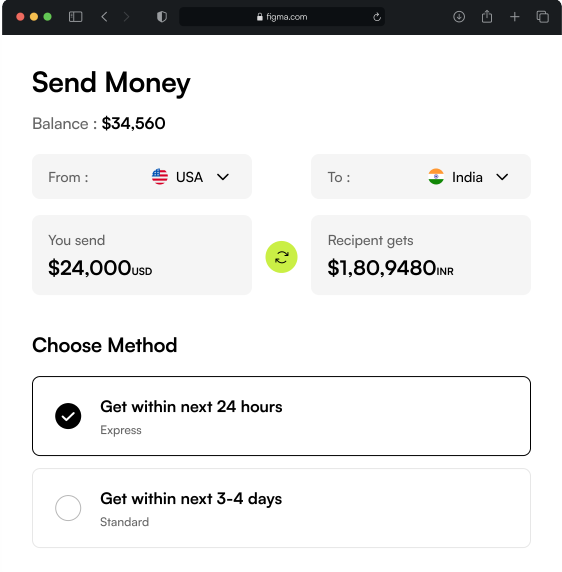 figma.com
Send Money
Balance : $34,560
From : USA
To : India
You send
$24,000USD
Recipent gets
$1,80,9480INR
Choose Method
Get within next 24 hours
Express
Get within next 3-4 days
Standard